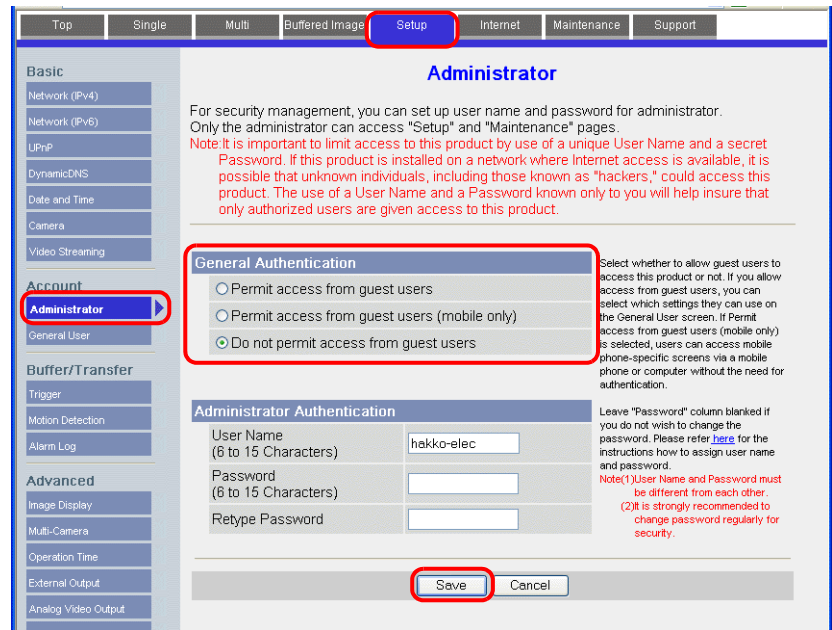 Top Single Multi Buffered Image Setup Internet Maintenance Support
Basic
Network (IPv4)
Network (IPv6)
UPnP
DynamicDNS
Date and Time
Camera
Video Streaming
Account
Administrator
General User
Buffer/Transfer
Trigger
Motion Detection
Alarm Log
Advanced
Image Display
Multi-Camera
Operation Time
External Output
Analog Video Output
Administrator
For security management, you can set up user name and password for administrator.
Only the administrator can access "Setup" and "Maintenance" pages.
Note:It is important to limit access to this product by use of a unique User Name and a secret
Password. If this product is installed on a network where Internet access is available, it is
possible that unknown individuals, including those known as "hackers," could access this
product. The use of a User Name and a Password known only to you will help insure that
only authorized users are given access to this product.
General Authentication
Permit access from guest users
Permit access from guest users (mobile only)
Do not permit access from guest users
Select whether to allow guest users to
access this product or not. If you allow
access from guest users, you can
select which settings they can use on
the General User screen. If Permit
access from guest users (mobile only)
is selected, users can access mobile
phone-specific screens via a mobile
phone or computer without the need for
authentication.
Administrator Authentication
User Name
(6 to 15 Characters)
hakko-elec
Password
(6 to 15 Characters)
Retype Password
Leave "Password" column blanked if
you do not wish to change the
password. Please refer here for the
instructions how to assign user name
and password.
Note(1)User Name and Password must
be different from each other.
(2)It is strongly recommended to
change password regularly for
security.
Save Cancel